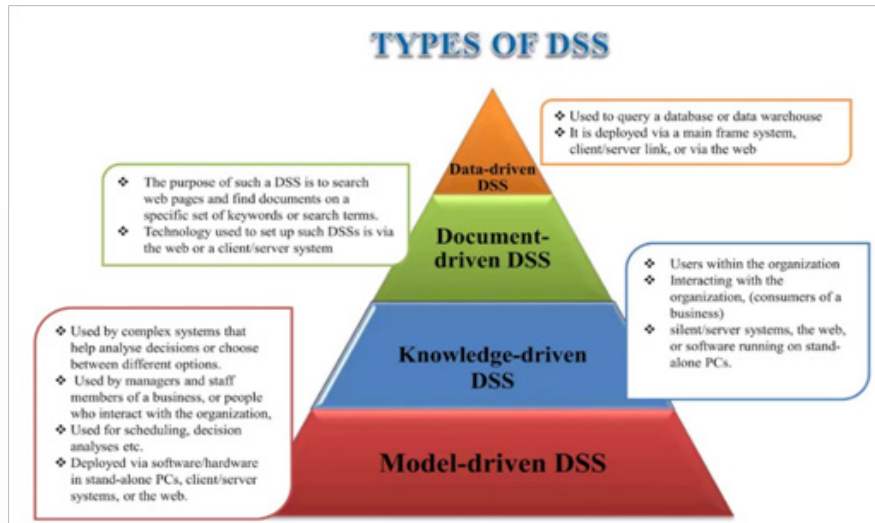 TYPES OF DSS
❖ Used to query a database or data warehouse
❖ It is deployed via a main frame system,
client/server link, or via the web
Data-driven
DSS
❖ The purpose of such a DSS is to search
web pages and find documents on a
specific set of keywords or search terms.
❖ Technology used to set up such DSSs is via
the web or a client/server system
Document-
driven DSS
❖ Users within the organization
❖ Interacting with the
organization, (consumers of a
business)
❖ silent/server systems, the web,
or software running on stand-
alone PCs.
Knowledge-driven
DSS
❖ Used by complex systems that
help analyse decisions or choose
between different options.
❖ Used by managers and staff
members of a business, or people
who interact with the organization,
❖ Used for scheduling, decision
analyses etc.
❖ Deployed via software/hardware
in stand-alone PCs, client/server
systems, or the web.
Model-driven DSS